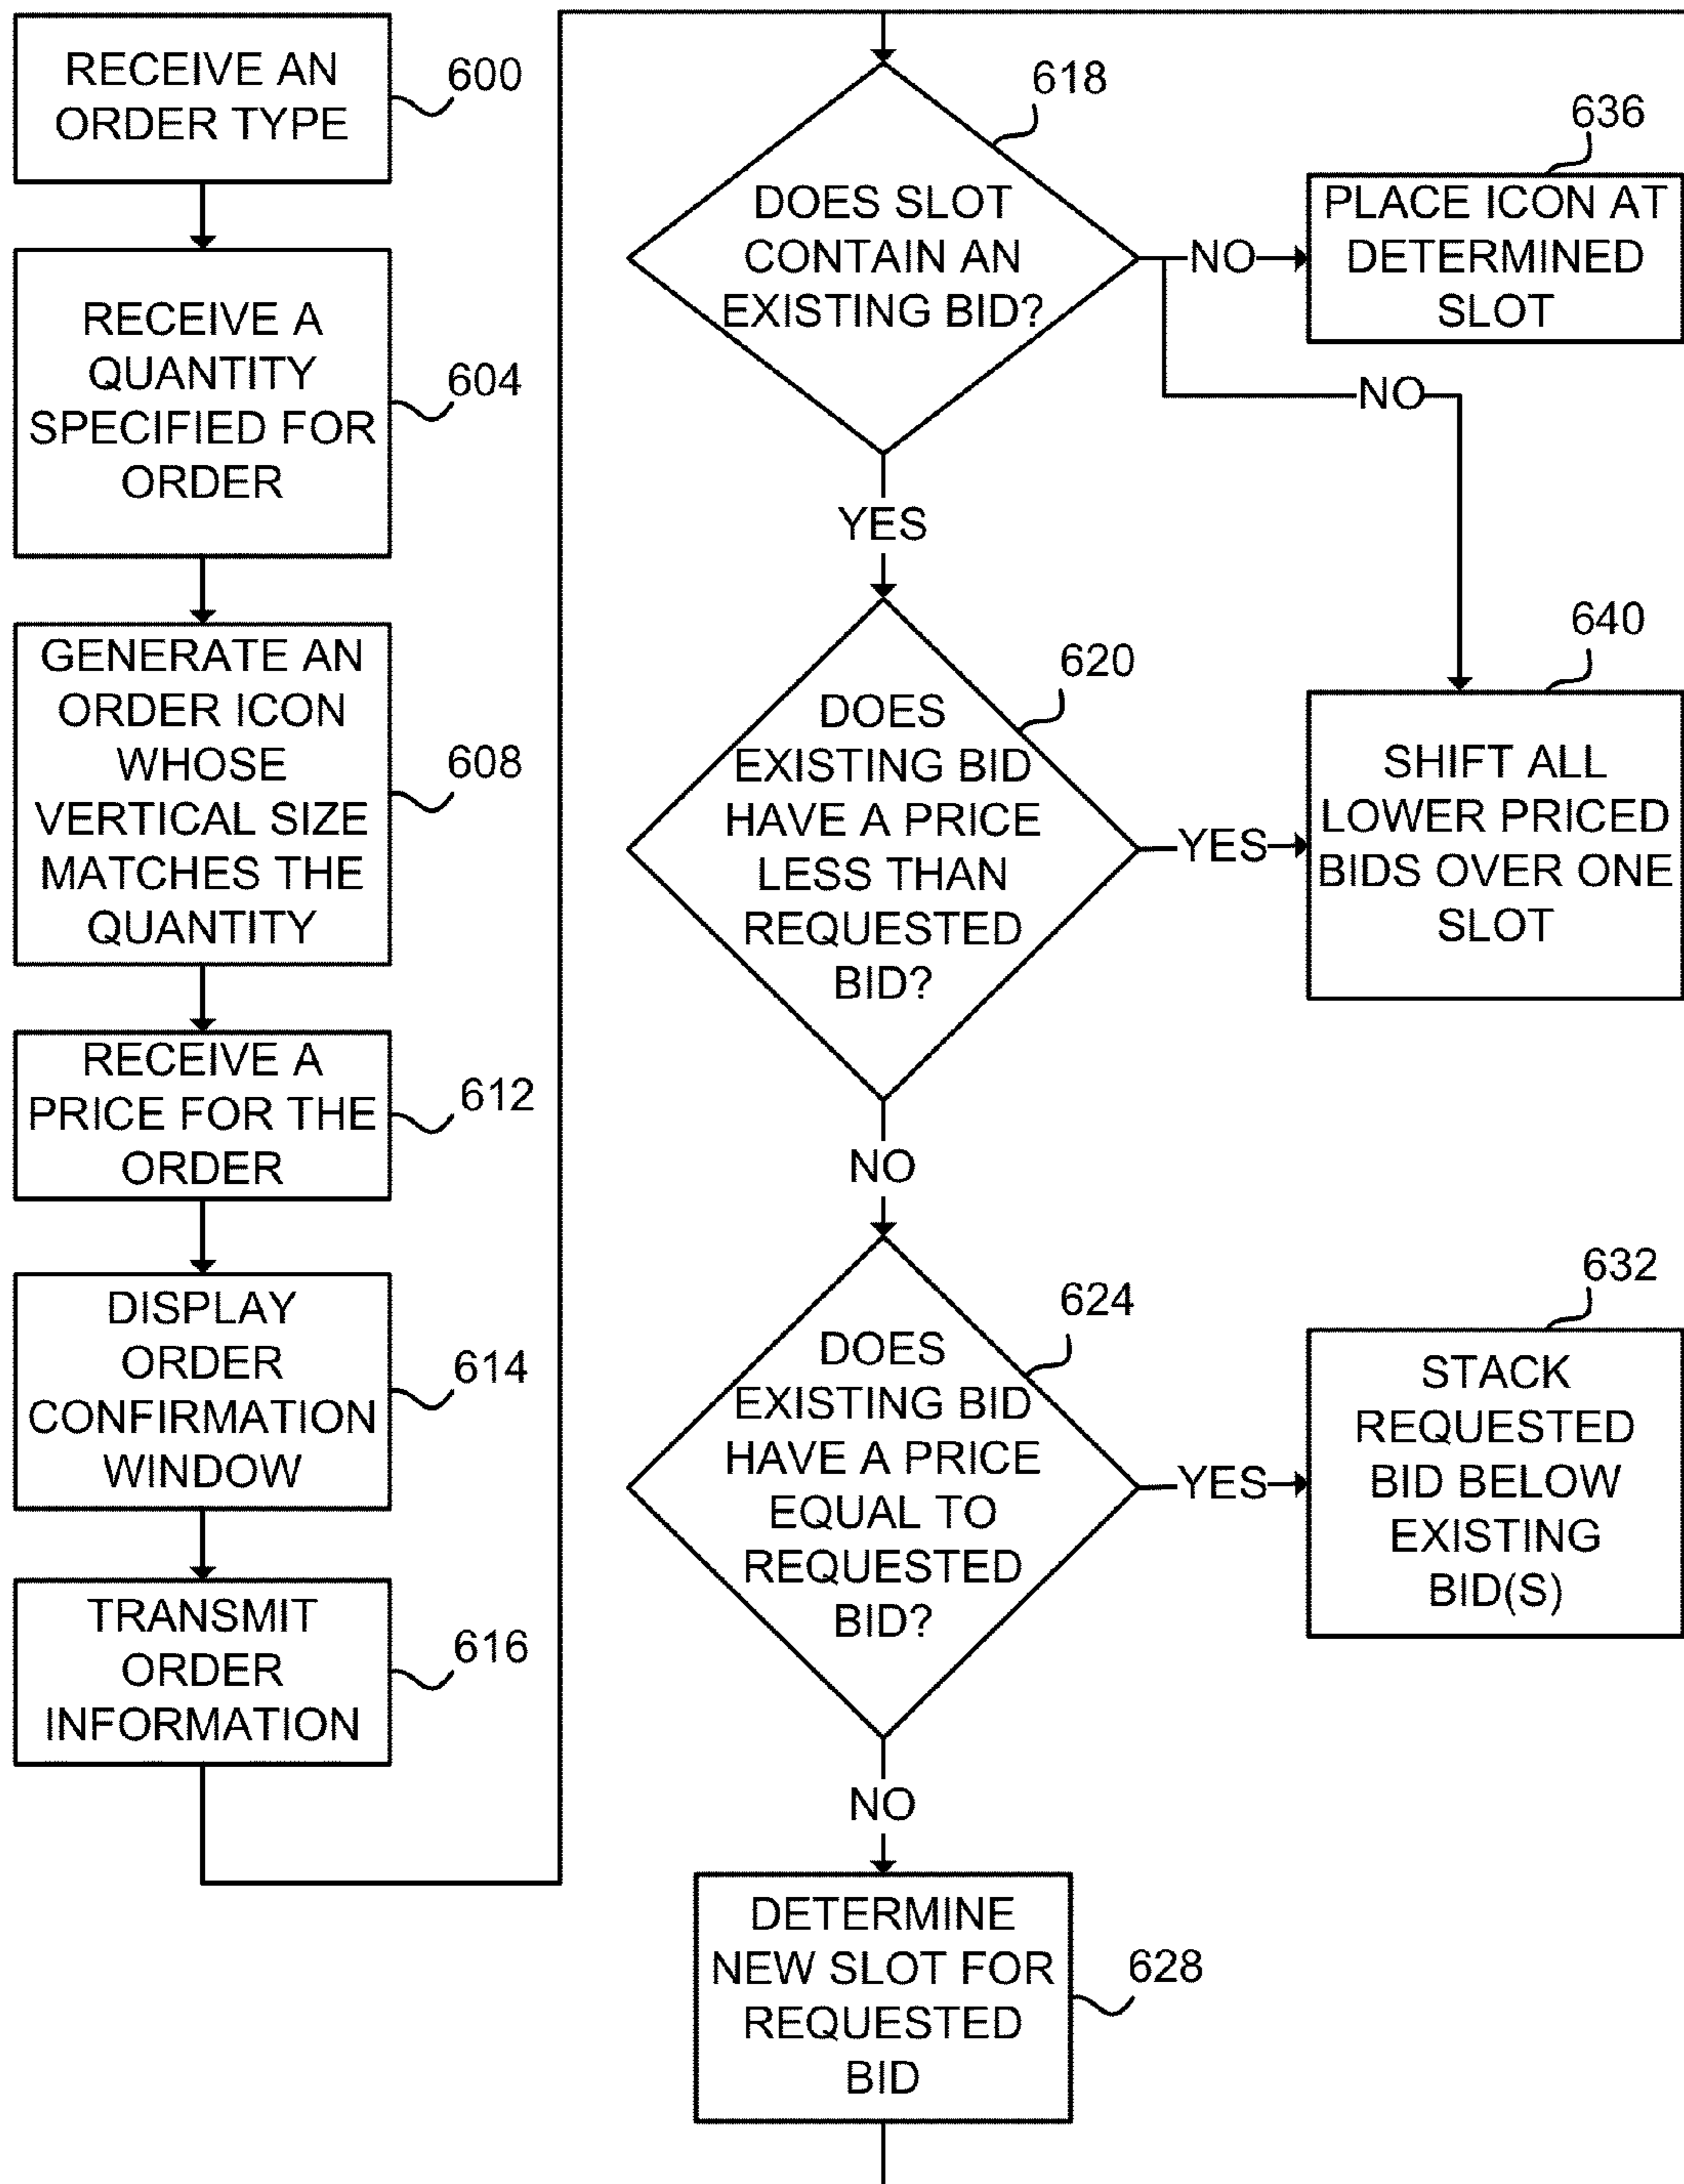 RECEIVE AN
ORDER TYPE
600
RECEIVE A
QUANTITY
SPECIFIED FOR
ORDER
604
GENERATE AN
ORDER ICON
WHOSE
VERTICAL SIZE
MATCHES THE
QUANTITY
608
RECEIVE A
PRICE FOR THE
ORDER
612
DISPLAY
ORDER
CONFIRMATION
WINDOW
614
TRANSMIT
ORDER
INFORMATION
616
DOES SLOT
CONTAIN AN
EXISTING BID?
618
NO
PLACE ICON AT
DETERMINED
SLOT
636
NO
YES
DOES
EXISTING BID
HAVE A PRICE
LESS THAN
REQUESTED
BID?
620
YES
SHIFT ALL
LOWER PRICED
BIDS OVER ONE
SLOT
640
NO
DOES
EXISTING BID
HAVE A PRICE
EQUAL TO
REQUESTED
BID?
624
YES
STACK
REQUESTED
BID BELOW
EXISTING
BID(S)
632
NO
DETERMINE
NEW SLOT FOR
REQUESTED
BID
628